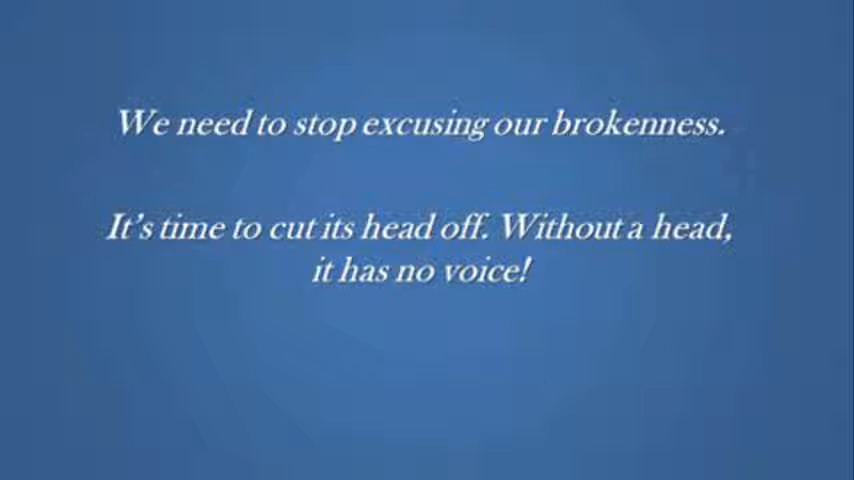 We need to stop excusing our brokenness.
It's time to cut its head off. Without a head,
it has no voice!